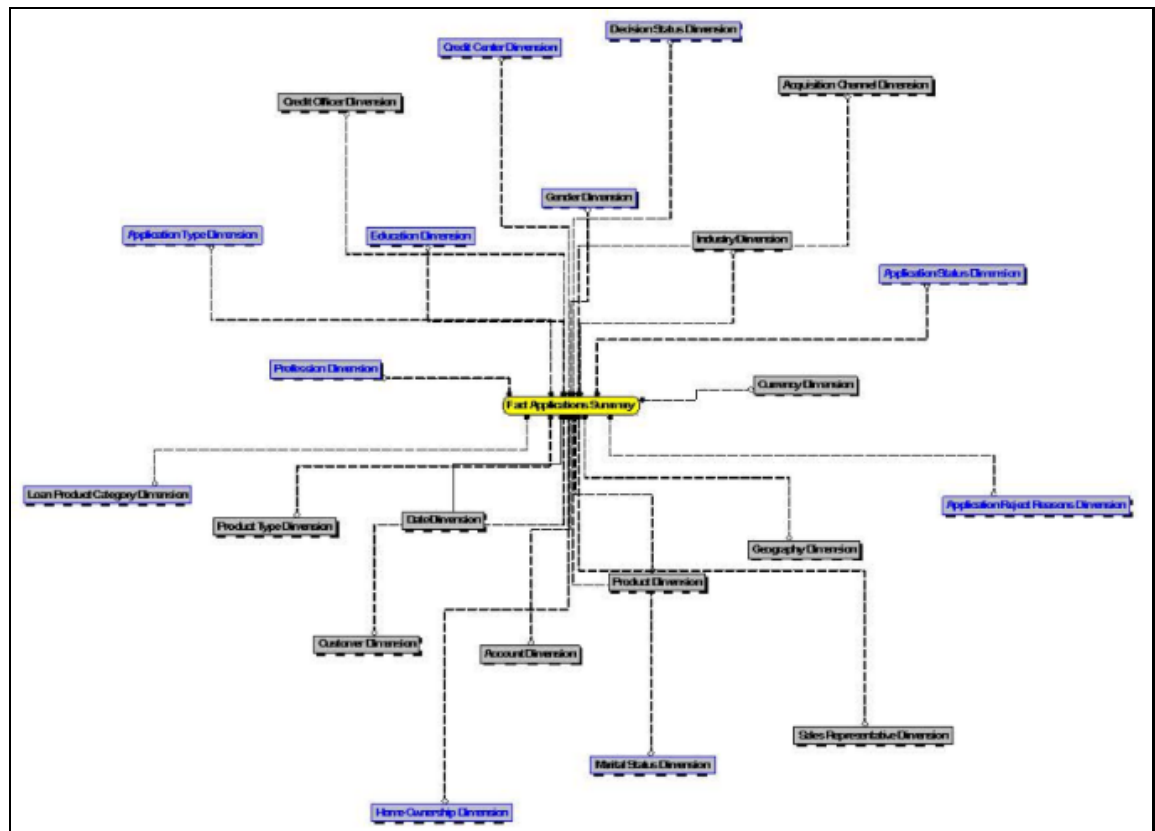 Decision Status Dimension
Credit Center Dimension
Acquisition Channel Dimension
Credit Officer Dimension
Gender Dimension
Application Type Dimension
Education Dimension
Industry Dimension
Application Status Dimension
Profession Dimension
Currency Dimension
Fact Applications Summary
Loan Product Category Dimension
Application Reject Reasons Dimension
Product Type Dimension
Date Dimension
Geography Dimension
Product Dimension
Customer Dimension
Account Dimension
Sales Representative Dimension
Marital Status Dimension
Home Ownership Dimension